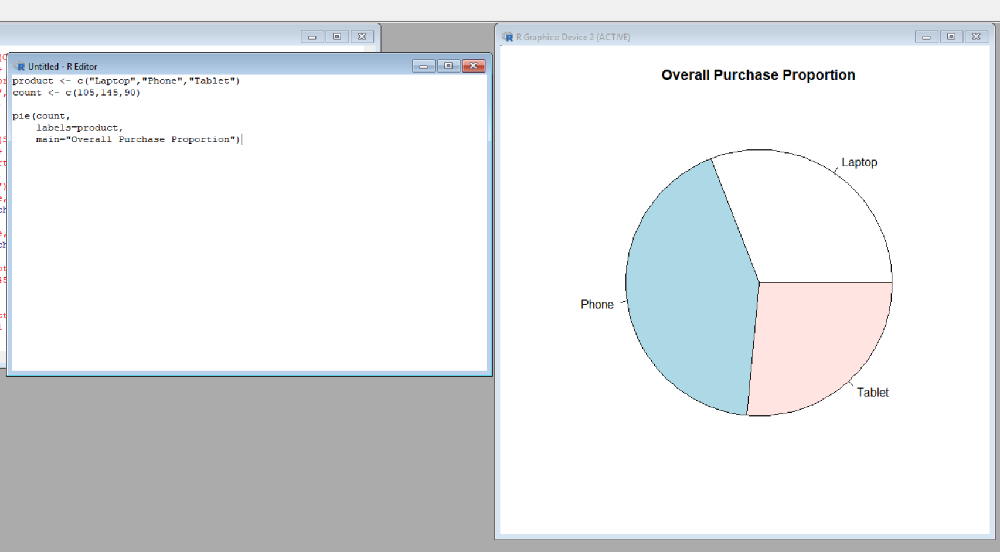 Untitled - R Editor
product <- c("Laptop","Phone","Tablet")
count <- c(105,145,90)
pie(count,
labels=product,
main="Overall Purchase Proportion")
R Graphics: Device 2 (ACTIVE)
Overall Purchase Proportion
Laptop
Phone
Tablet